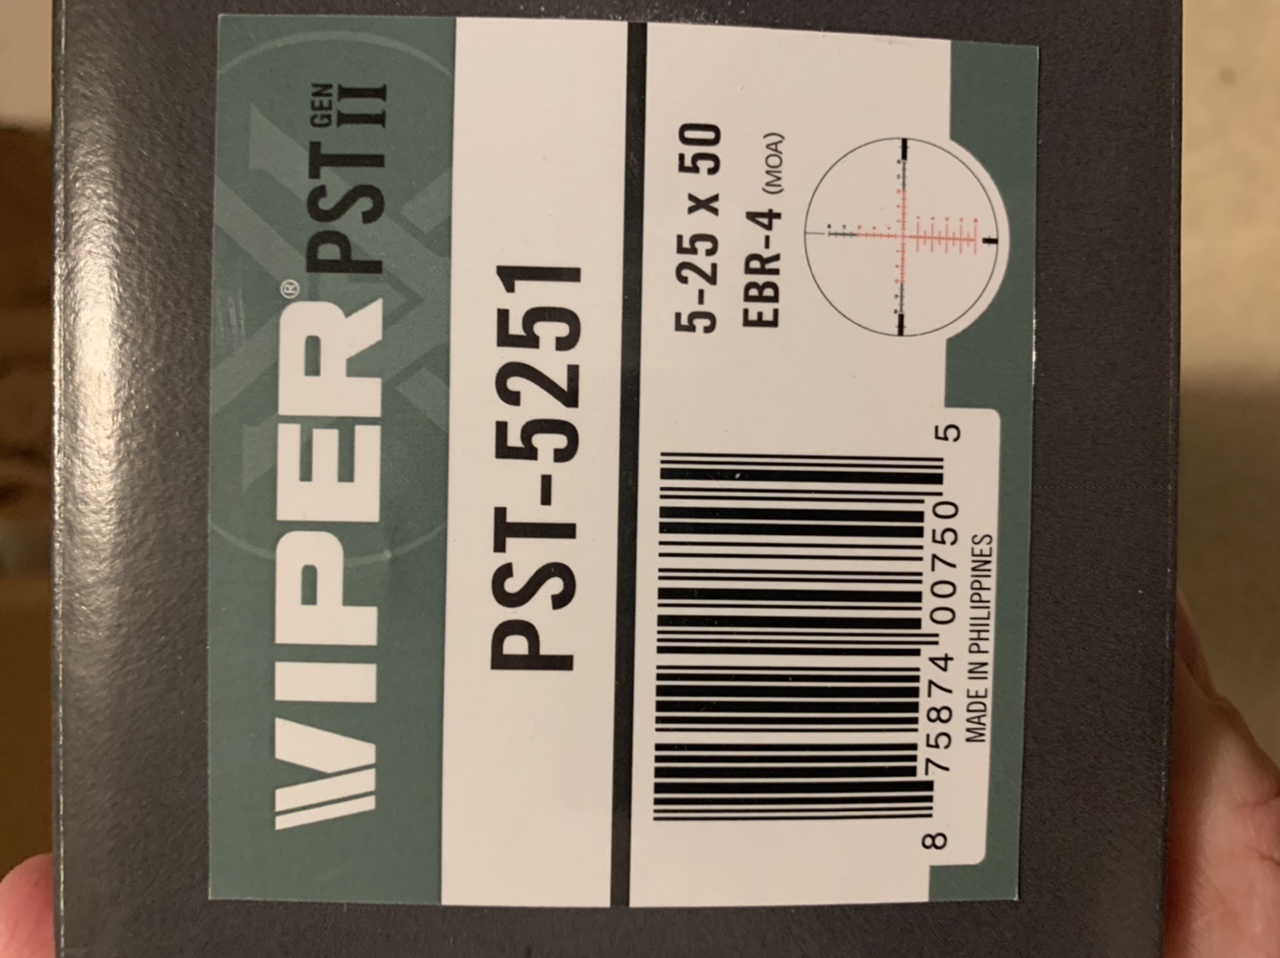 VIPER® PST GEN II
PST-5251
5-25 x 50
EBR-4 (MOA)
8 75874 00750 5
MADE IN PHILIPPINES